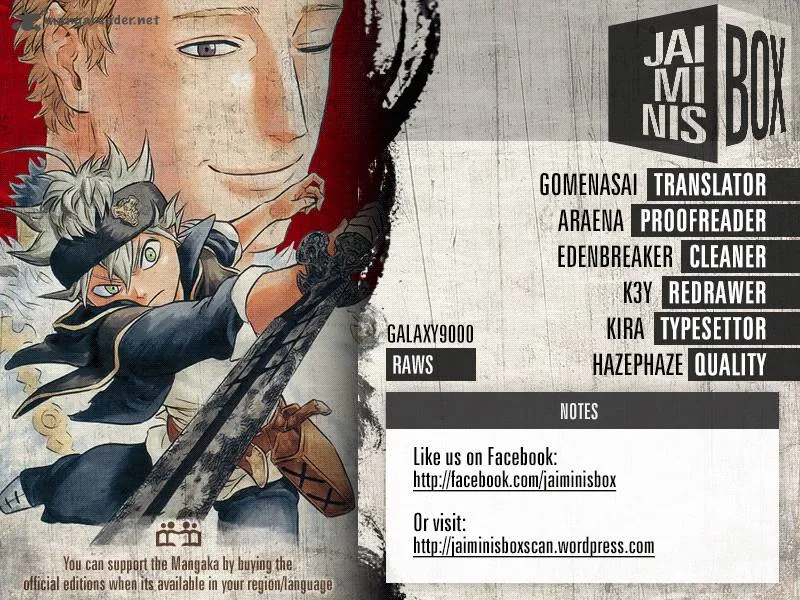 mangareader.net
JAI
MI
NIS
BOX
GOMENASAI TRANSLATOR
ARAENA PROOFREADER
EDENBREAKER CLEANER
K3Y REDRAWER
KIRA TYPESETTOR
HAZEPHAZE QUALITY
GALAXY9000
RAWS
NOTES
Like us on Facebook:
http://facebook.com/jaiminisbox
Or visit:
http://jaiminisboxscan.wordpress.com
You can support the Mangaka by buying the
official editions when its available in your region/language